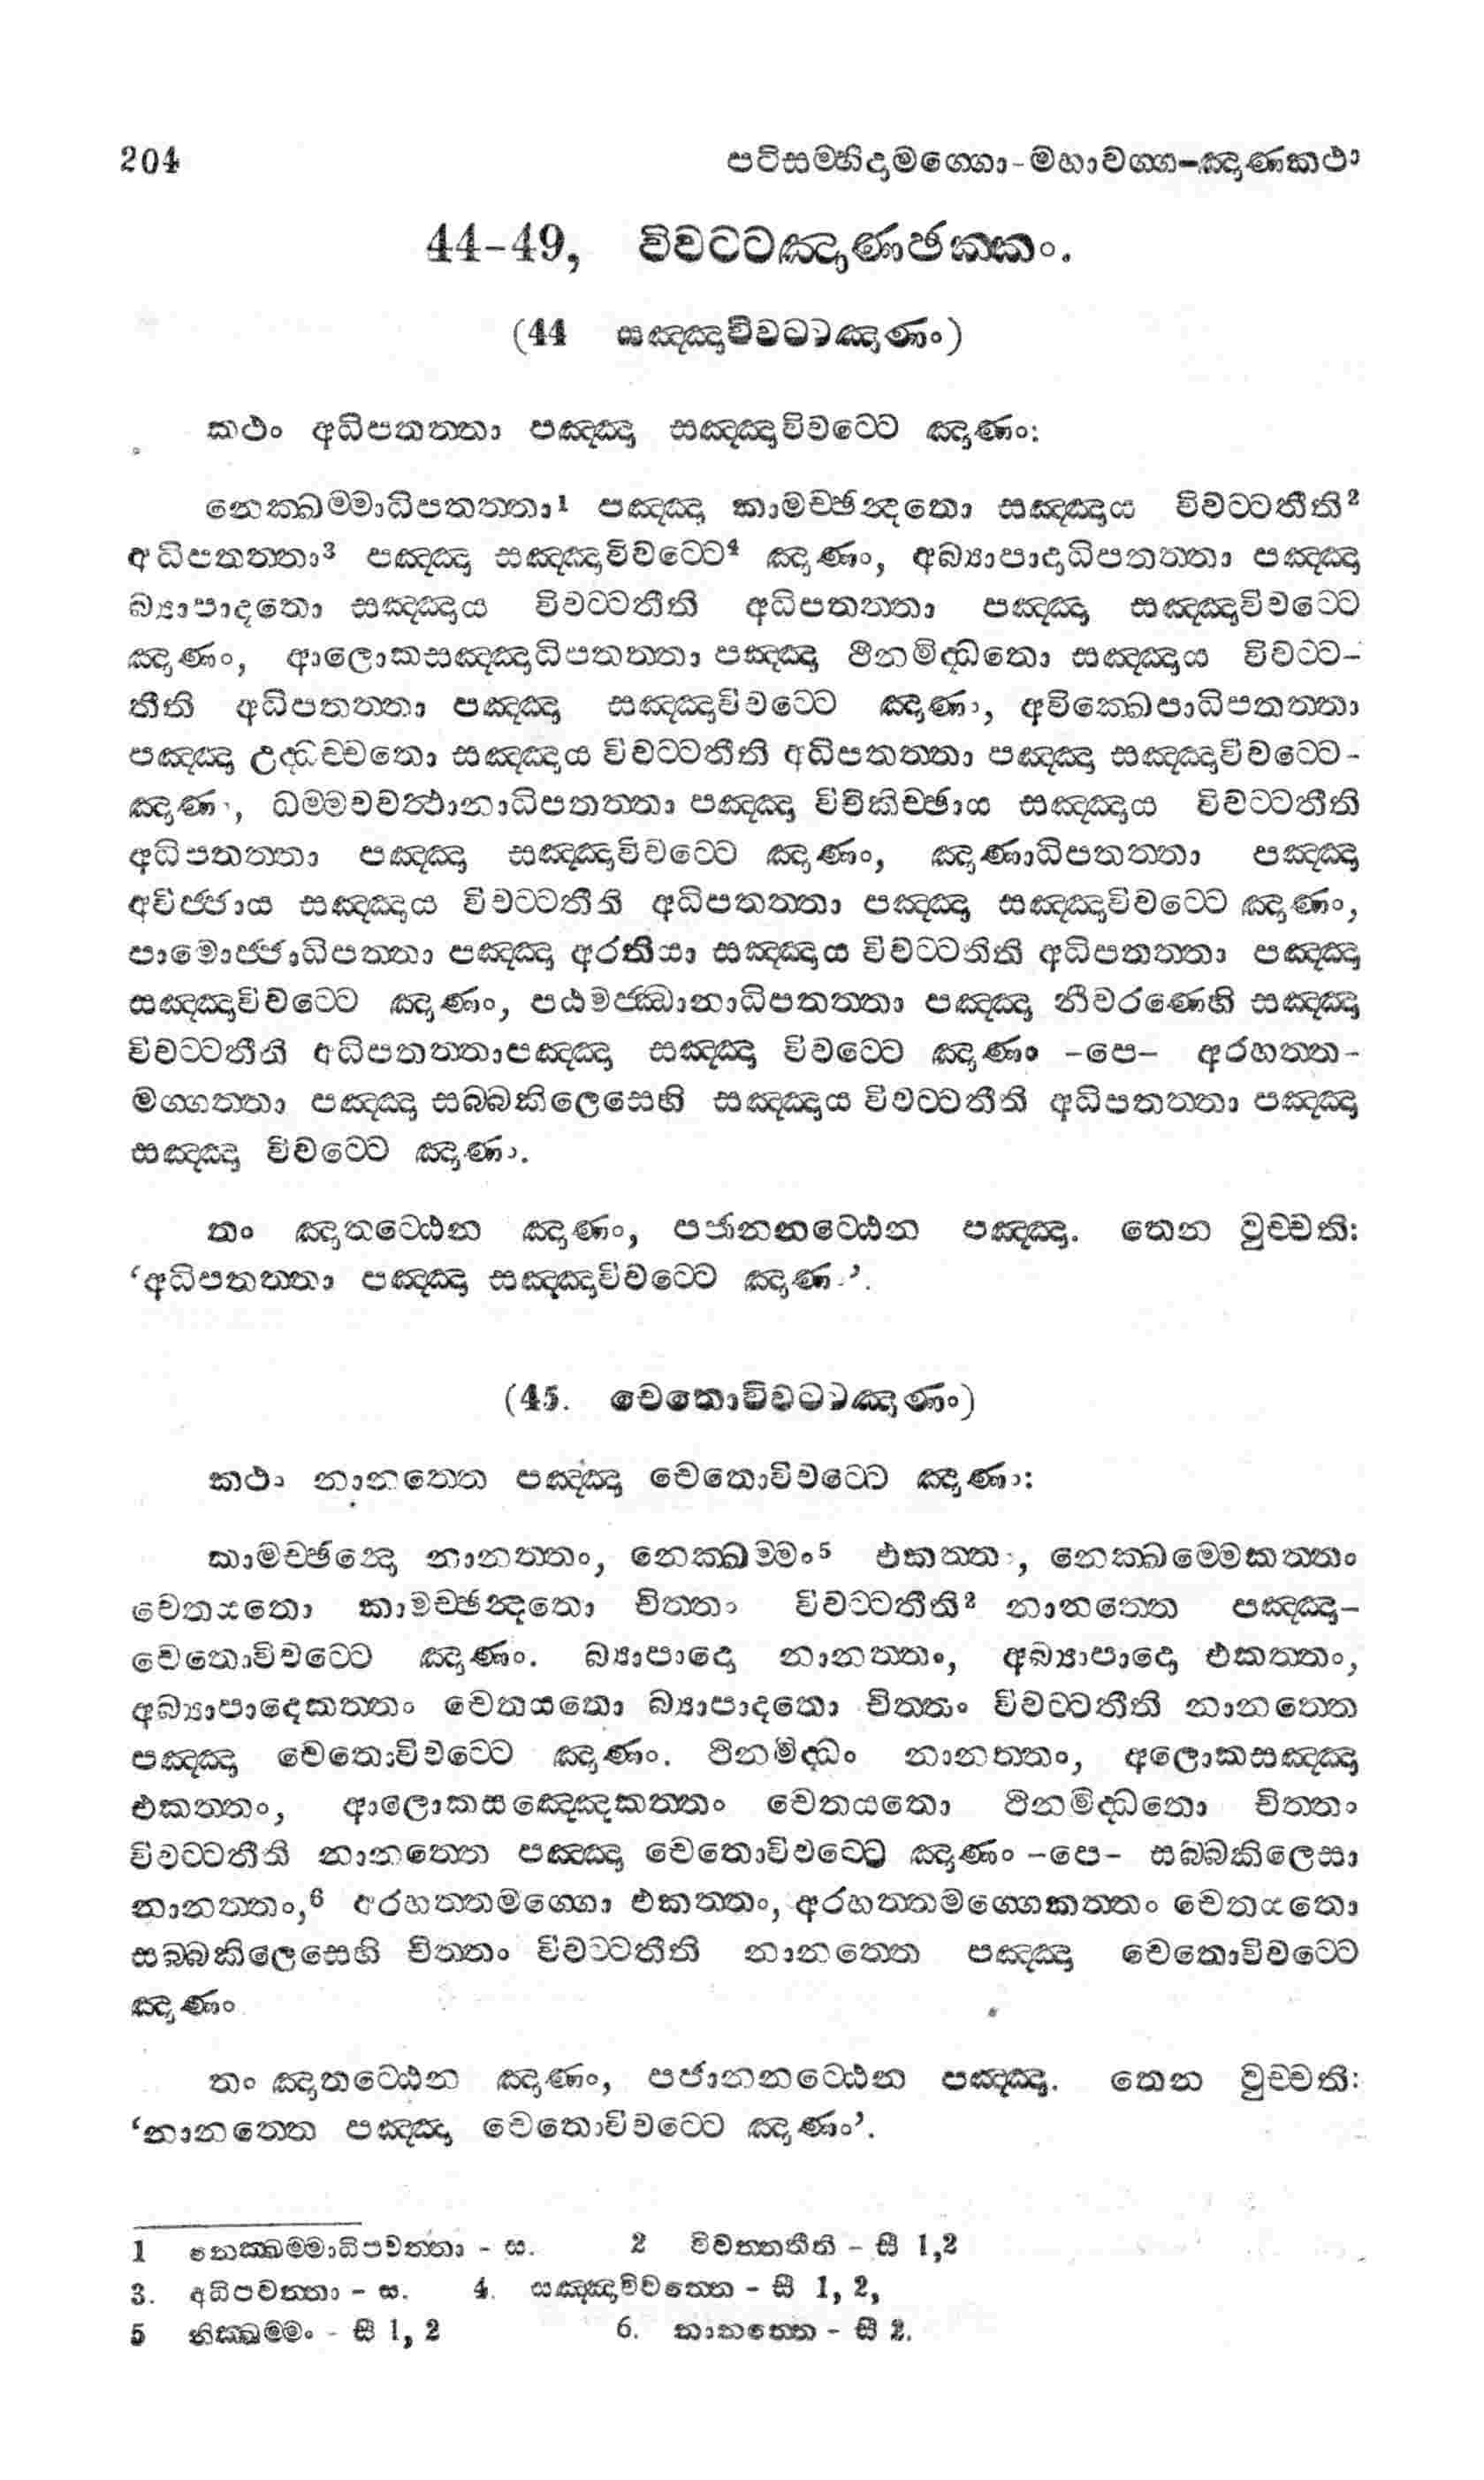 204 පටිසම්භිදාමග්ගො-මහාවග්ග-ඤාණකථා
44-49, විවට්ටඤාණඡක්කං.
(44 සඤ්ඤාවිවට්ටඤාණං)
කථං අධිපතත්තා පඤ්ඤා සඤ්ඤාවිවට්ටෙ ඤාණං:
නෙක්ඛම්මාධිපතත්තා¹ පඤ්ඤා කාමච්ඡන්දතො සඤ්ඤාය විවට්ටතීති²
අධිපතත්තා³ පඤ්ඤා සඤ්ඤාවිවට්ටෙ⁴ ඤාණං, අබ්‍යාපාදාධිපතත්තා පඤ්ඤා
බ්‍යාපාදතො සඤ්ඤාය විවට්ටතීති අධිපතත්තා පඤ්ඤා සඤ්ඤාවිවට්ටෙ
ඤාණං, ආලොකසඤ්ඤාධිපතත්තා පඤ්ඤා ථිනමිද්ධතො සඤ්ඤාය විවට්ට-
තීති අධිපතත්තා පඤ්ඤා සඤ්ඤාවිවට්ටෙ ඤාණං, අවික්ඛෙපාධිපතත්තා
පඤ්ඤා උද්ධච්චතො සඤ්ඤාය විවට්ටතීති අධිපතත්තා පඤ්ඤා සඤ්ඤාවිවට්ටෙ-
ඤාණං, ධම්මවවත්ථානාධිපතත්තා පඤ්ඤා විචිකිච්ඡාය සඤ්ඤාය විවට්ටතීති
අධිපතත්තා පඤ්ඤා සඤ්ඤාවිවට්ටෙ ඤාණං, ඤාණාධිපතත්තා පඤ්ඤා
අවිජ්ජාය සඤ්ඤාය විවට්ටතීති අධිපතත්තා පඤ්ඤා සඤ්ඤාවිවට්ටෙ ඤාණං,
පාමොජ්ජාධිපත්තා පඤ්ඤා අරතියා සඤ්ඤාය විවට්ටතිති අධිපතත්තා පඤ්ඤා
සඤ්ඤාවිවට්ටෙ ඤාණං, පඨමජ්ඣානාධිපතත්තා පඤ්ඤා නීවරණෙහි සඤ්ඤා
විවට්ටතීති අධිපතත්තාපඤ්ඤා සඤ්ඤා විවට්ටෙ ඤාණං -පෙ- අරහත්ත-
මග්ගත්තා පඤ්ඤා සබ්බකිලෙසෙහි සඤ්ඤාය විවට්ටතීති අධිපතත්තා පඤ්ඤා
සඤ්ඤා විවට්ටෙ ඤාණං.
තං ඤාතට්ඨෙන ඤාණං, පජානනට්ඨෙන පඤ්ඤා. තෙන වුච්චති:
‘අධිපතත්තා පඤ්ඤා සඤ්ඤාවිවට්ටෙ ඤාණං’.
(45. චෙතොවිවට්ටඤාණං)
කථං නානත්තෙ පඤ්ඤා චෙතොවිවට්ටෙ ඤාණං:
කාමච්ඡන්දො නානත්තං, නෙක්ඛම්මං⁵ එකත්තං, නෙක්ඛම්මෙකත්තං
චෙතයතො කාමච්ඡන්දතො චිත්තං විවට්ටතීති² නානත්තෙ පඤ්ඤා-
චෙතොවිවට්ටෙ ඤාණං. බ්‍යාපාදො නානත්තං, අබ්‍යාපාදො එකත්තං,
අබ්‍යාපාදෙකත්තං චෙතයතො බ්‍යාපාදතො චිත්තං විවට්ටතීති නානත්තෙ
පඤ්ඤා චෙතොවිවට්ටෙ ඤාණං. ථිනමිද්ධං නානත්තං, අලොකසඤ්ඤා
එකත්තං, ආලොකසඤ්ඤෙකත්තං චෙතයතො ථිනමිද්ධතො චිත්තං
විවට්ටතීති නානත්තෙ පඤ්ඤා චෙතොවිවට්ටෙ ඤාණං -පෙ- සබ්බකිලෙසා
නානත්තං,⁶ අරහත්තමග්ගො එකත්තං, අරහත්තමග්ගෙකත්තං චෙතයතො
සබ්බකිලෙසෙහි චිත්තං විවට්ටතීති නානත්තෙ පඤ්ඤා චෙතොවිවට්ටෙ
ඤාණං
තං ඤාතට්ඨෙන ඤාණං, පජානනට්ඨෙන පඤ්ඤා. තෙන වුච්චති:
‘නානත්තෙ පඤ්ඤා චෙතොවිවට්ටෙ ඤාණං’.
1 නෙක්ඛම්මාධිපවත්තා - ස. 2 විවත්තතීති - සී 1,2
3. අධිපවත්තා - ස. 4. සඤ්ඤාවිවත්තෙ - සී 1, 2,
5 නික්ඛම්මං - සී 1, 2 6. නානත්තෙ - සී 2.